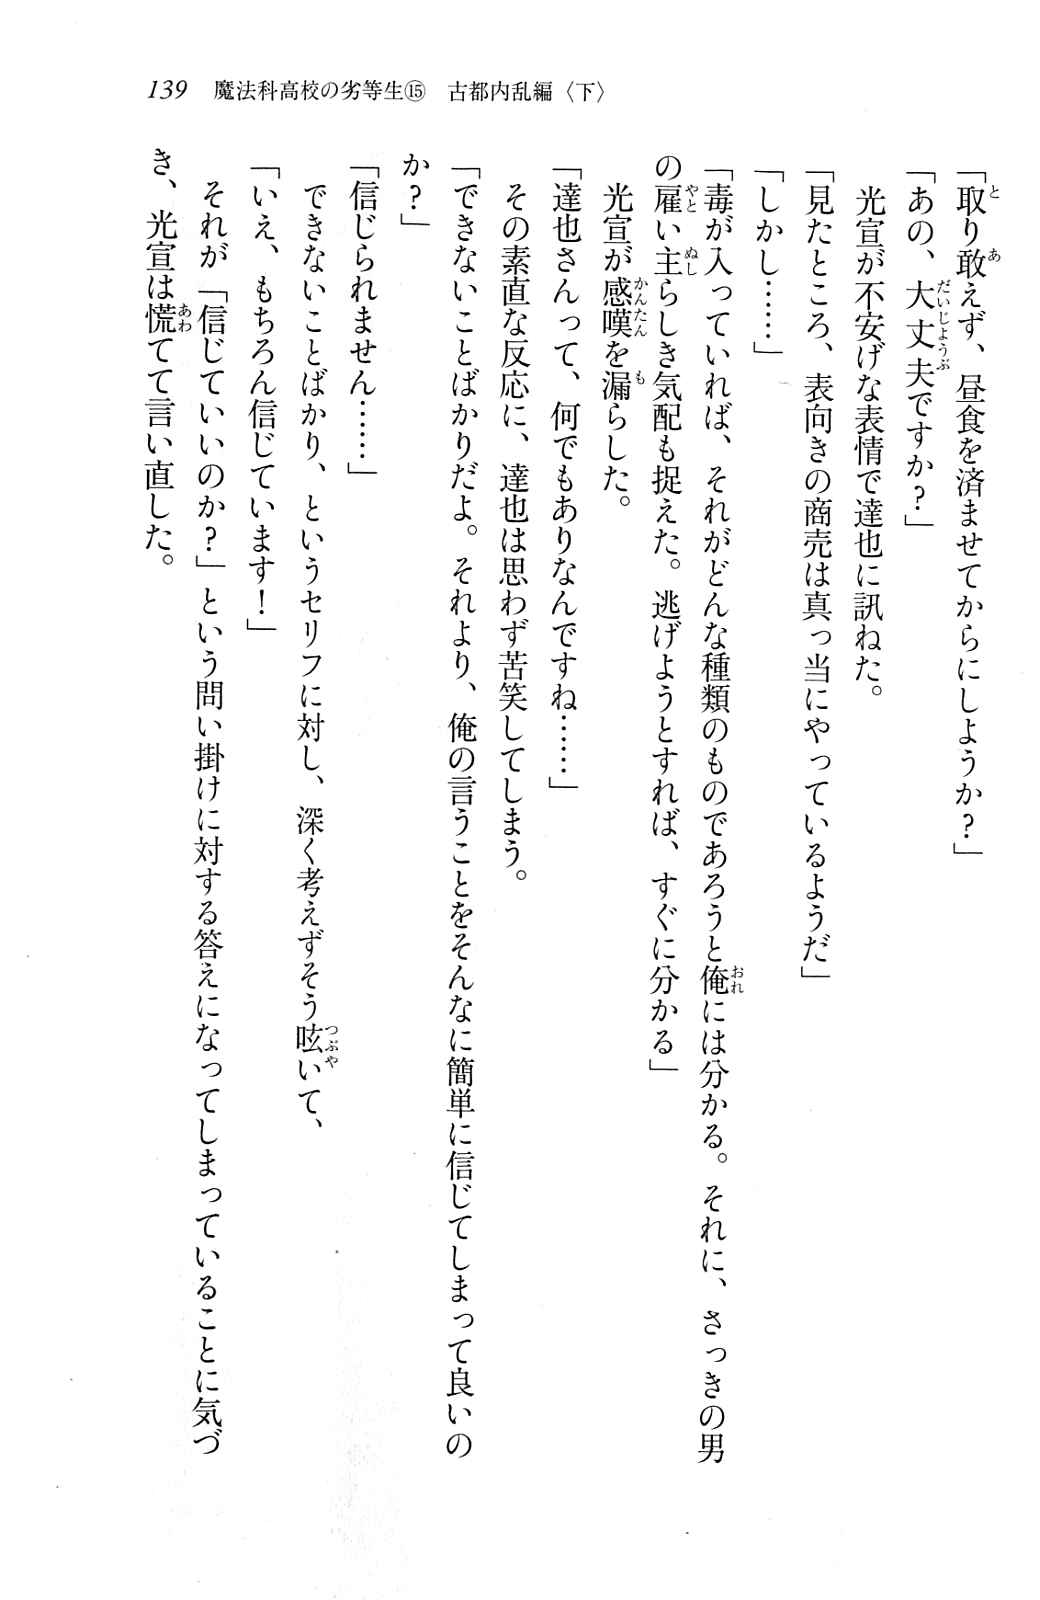 139　魔法科高校の劣等生⑮　古都内乱編〈下〉
「取り敢えず、昼食を済ませてからにしようか？」
「あの、大丈夫ですか？」
　光宣が不安げな表情で達也に訊ねた。
「見たところ、表向きの商売は真っ当にやっているようだ」
「しかし……」
「毒が入っていれば、それがどんな種類のものであろうと俺には分かる。それに、さっきの男
の雇い主らしき気配も捉えた。逃げようとすれば、すぐに分かる」
　光宣が感嘆を漏らした。
「達也さんって、何でもありなんですね……」
　その素直な反応に、達也は思わず苦笑してしまう。
「できないことばかりだよ。それより、俺の言うことをそんなに簡単に信じてしまって良いの
か？」
「信じられません……」
　できないことばかり、というセリフに対し、深く考えずそう呟いて、
「いえ、もちろん信じています！」
　それが「信じていいのか？」という問い掛けに対する答えになってしまっていることに気づ
き、光宣は慌てて言い直した。